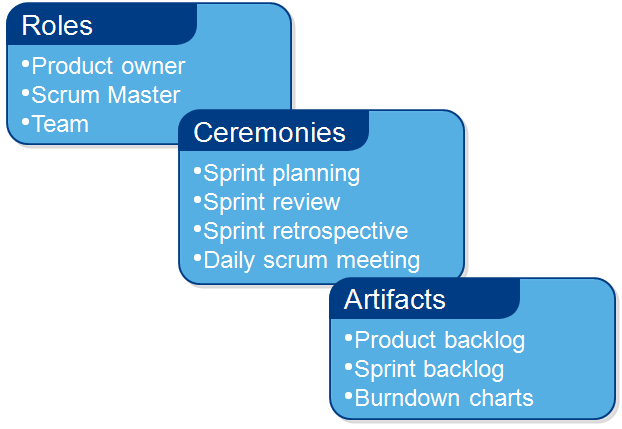 Roles
•Product owner
•Scrum Master
•Team
Ceremonies
•Sprint planning
•Sprint review
•Sprint retrospective
•Daily scrum meeting
Artifacts
•Product backlog
•Sprint backlog
•Burndown charts